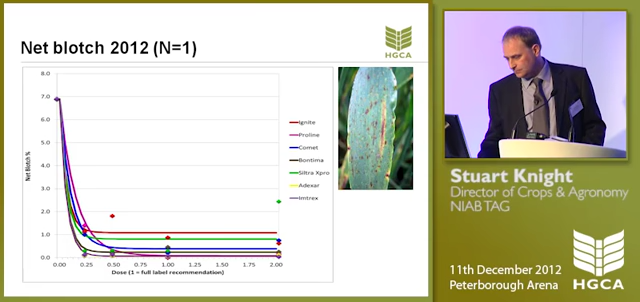 Net blotch 2012 (N=1)
HGCA
8.0
7.0
6.0
5.0
4.0
3.0
2.0
1.0
0.0
Net Blotch %
0.00 0.25 0.50 0.75 1.00 1.25 1.50 1.75 2.00
Dose (1 = full label recommendation)
Ignite
Proline
Comet
Bontima
Siltra Xpro
Adexar
Imtrex
Stuart Knight
Director of Crops & Agronomy
NIAB TAG
11th December 2012
Peterborough Arena
HGCA